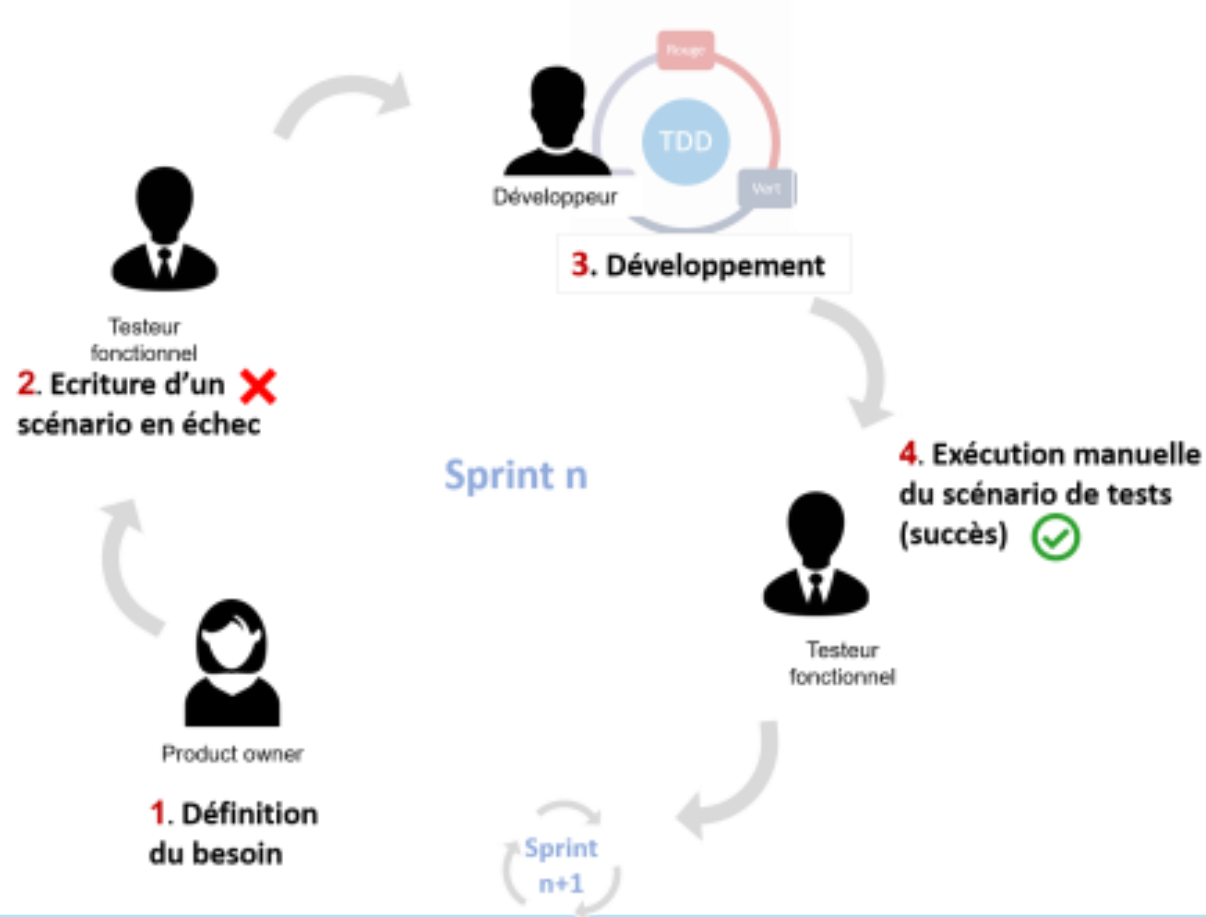 Rouge
TDD
Vert
Développeur
3. Développement
Testeur
fonctionnel
2. Ecriture d'un
scénario en échec
Sprint n
4. Exécution manuelle
du scénario de tests
(succès)
Testeur
fonctionnel
Product owner
1. Définition
du besoin
Sprint
n+1